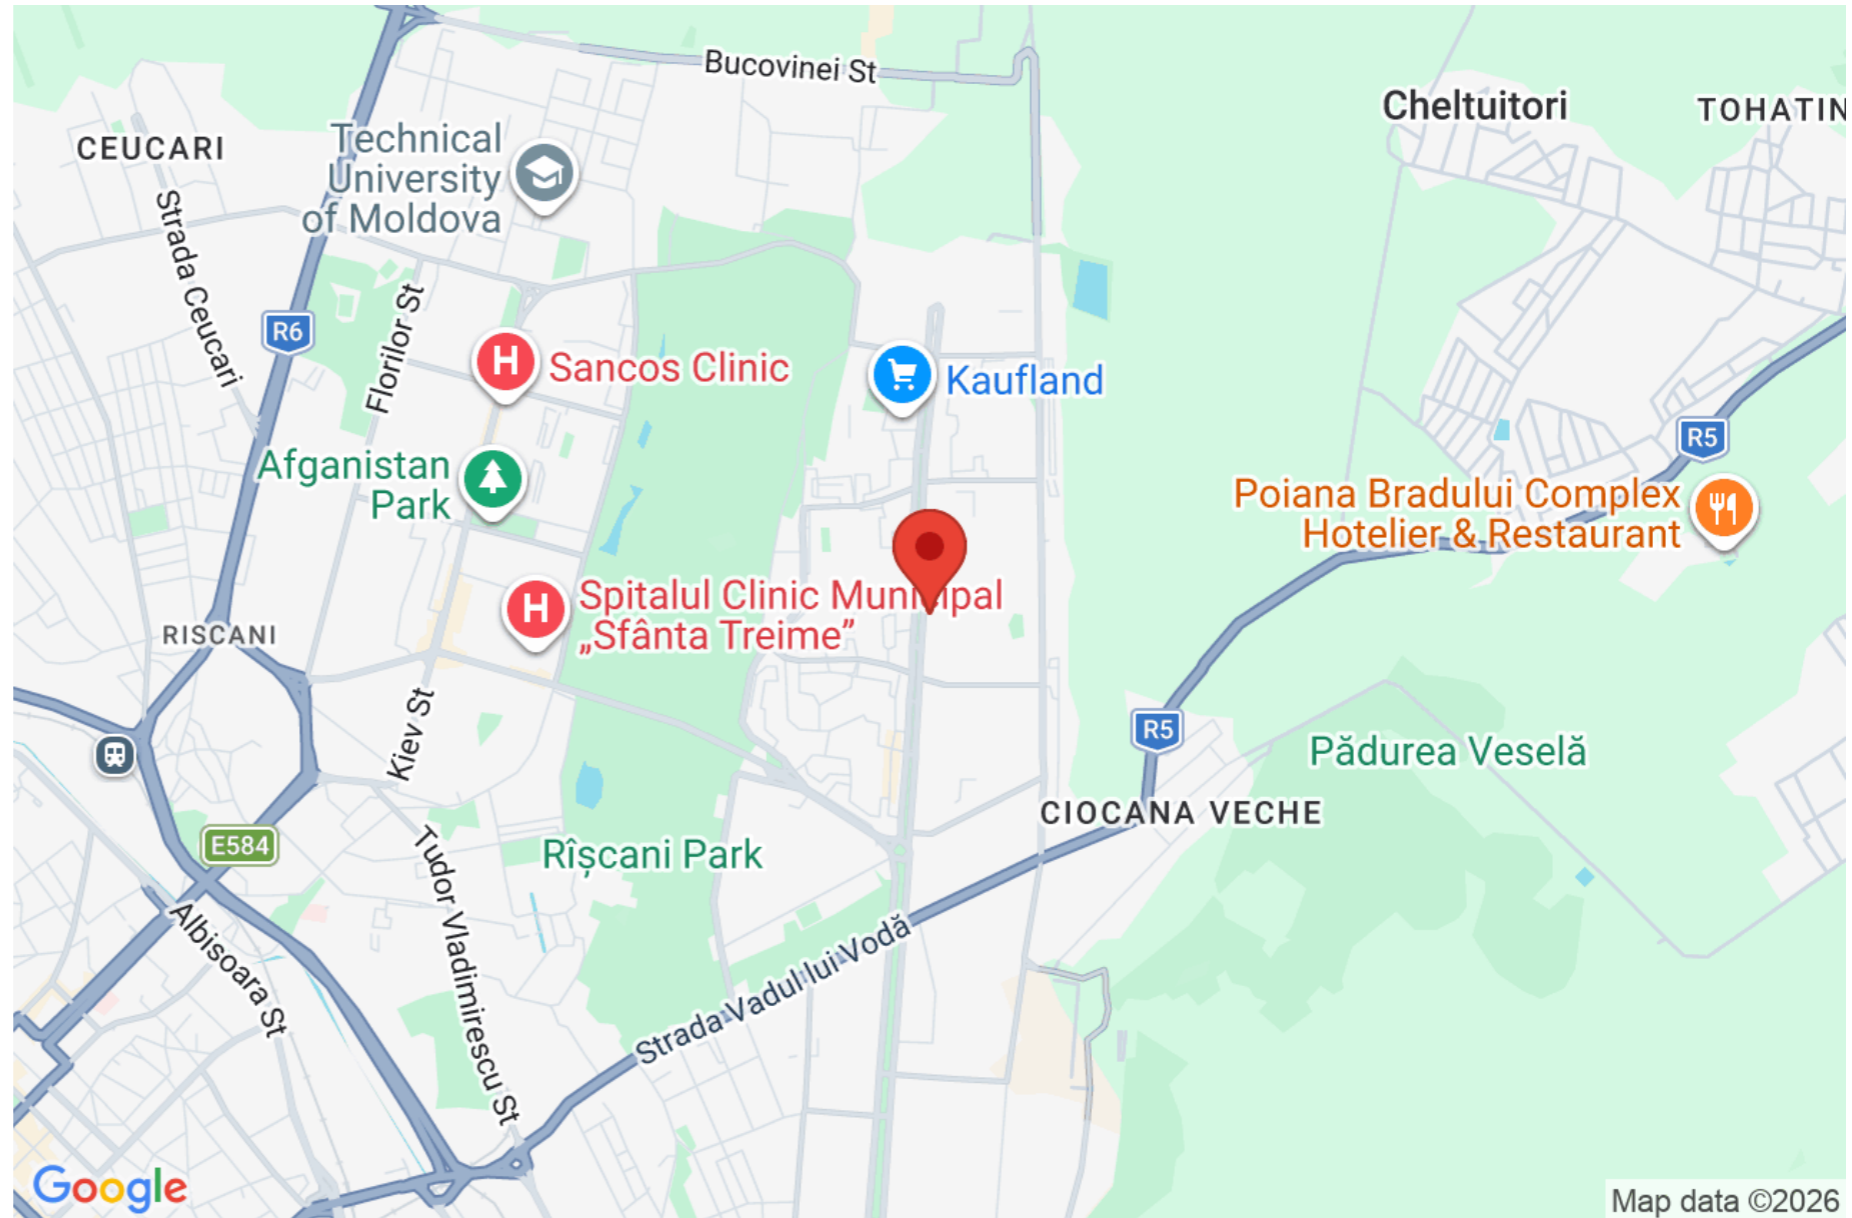 Bucovinei St
Cheltuitori
TOHATIN
CEUCARI
Technical
University
of Moldova
Strada Ceucari
R6
Florilor St
Sancos Clinic
Kaufland
R5
Afganistan
Park
Poiana Bradului Complex
Hotelier & Restaurant
Spitalul Clinic Municipal
„Sfânta Treime”
RISCANI
Kiev St
R5
Pădurea Veselă
CIOCANA VECHE
E584
Rîșcani Park
Tudor Vladimirescu St
Albisoara St
Strada Vadul lui Vodă
Google
Map data ©2026